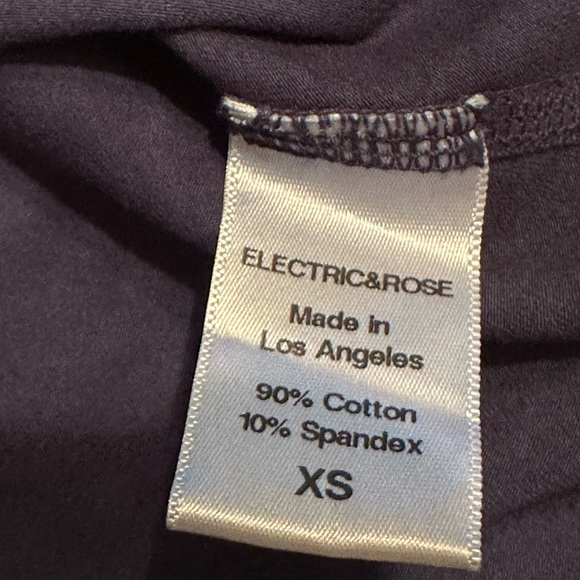 ELECTRIC&ROSE
Made in
Los Angeles
90% Cotton
10% Spandex
XS